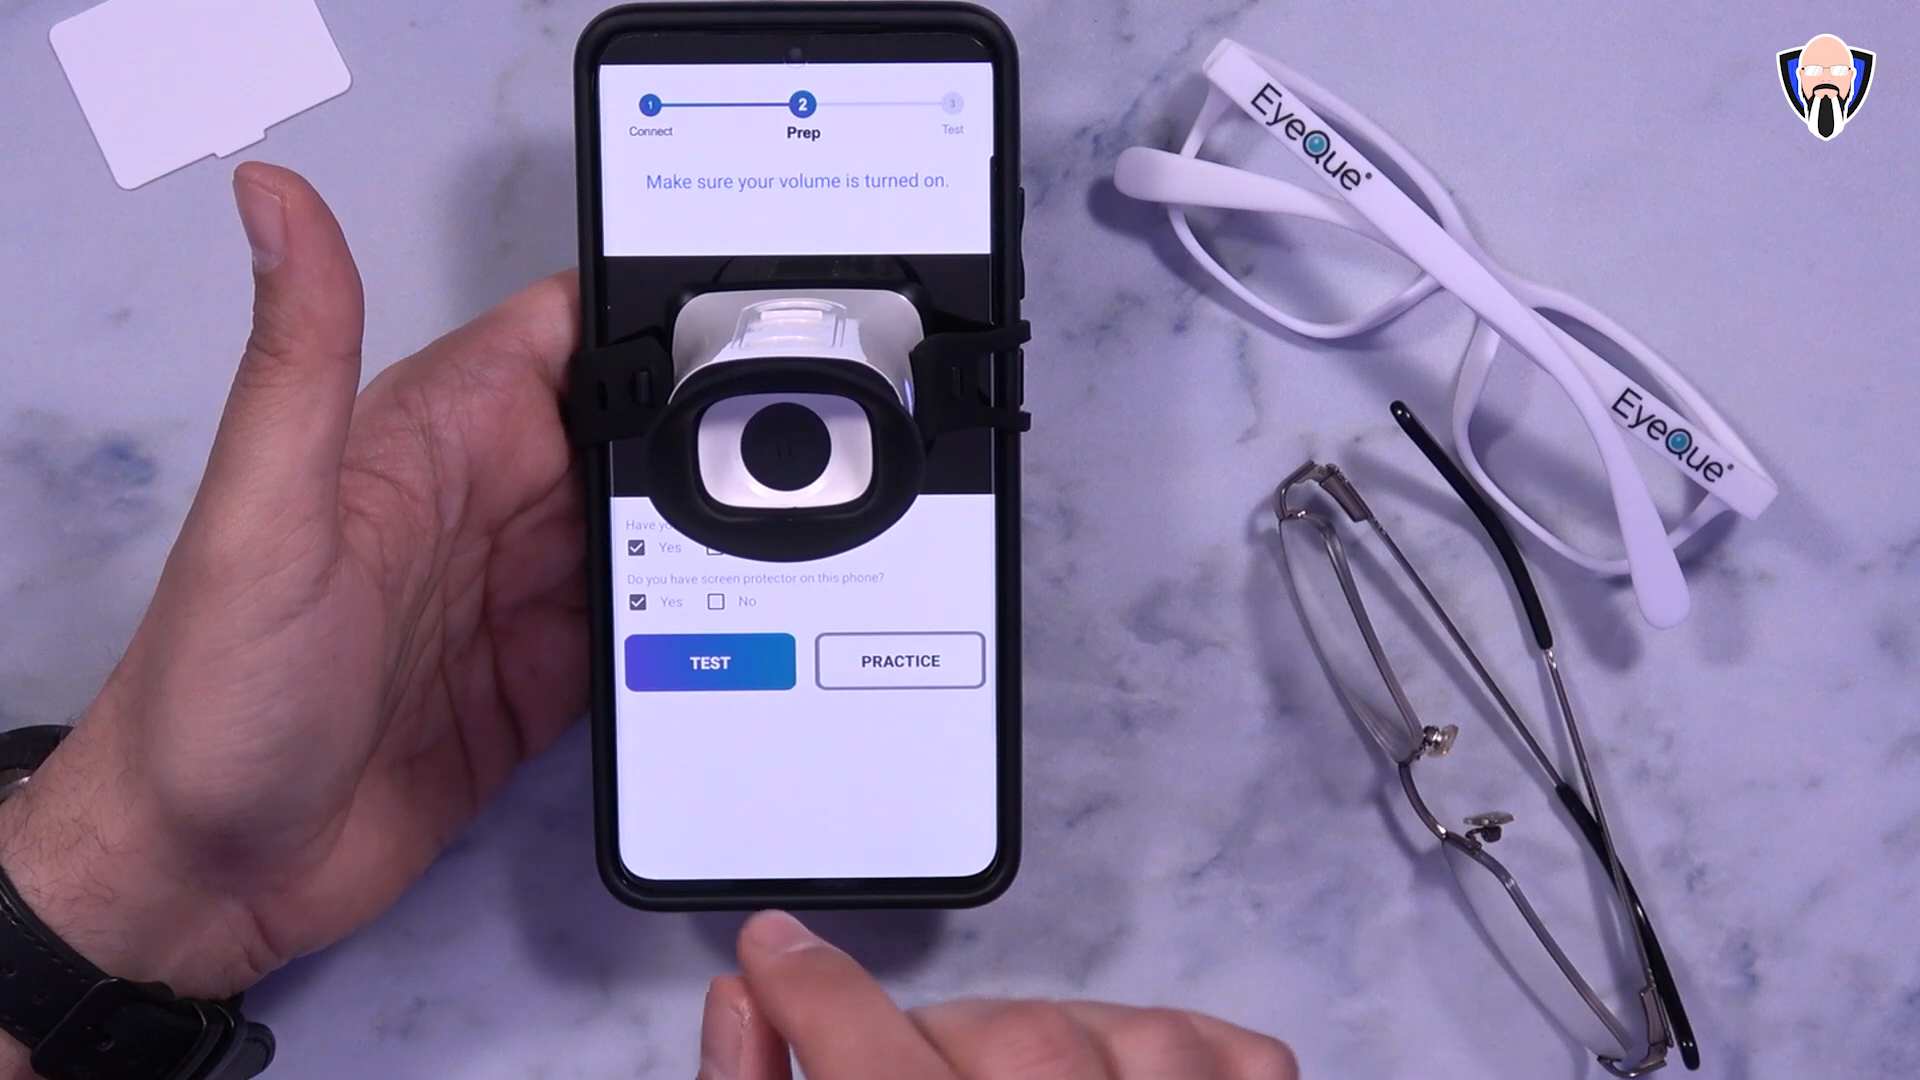 1
2
3
Connect
Prep
Test
Make sure your volume is turned on.
Have
Yes
Do you have screen protector on this phone?
Yes
No
TEST
PRACTICE
EyeQue
EyeQue